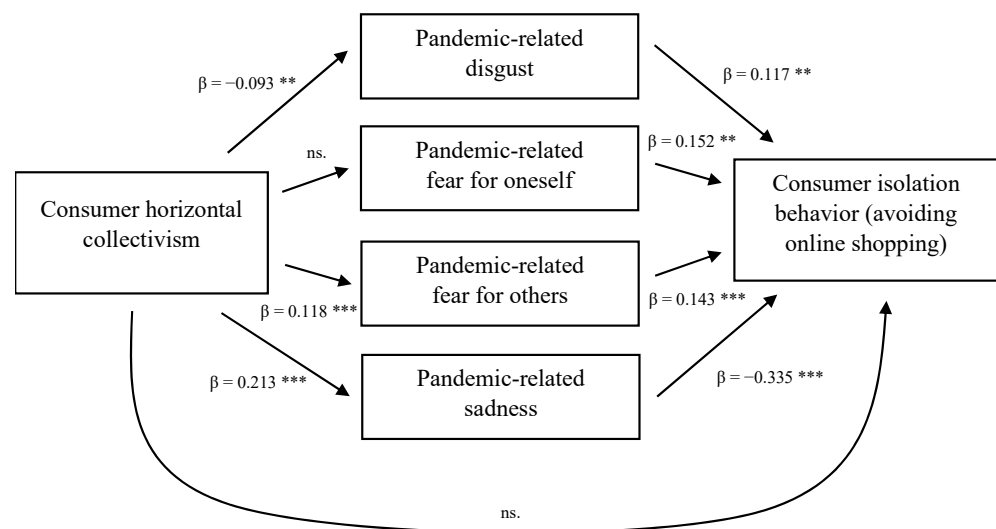 Pandemic-related
disgust
β = −0.093 **
β = 0.117 **
ns.
Pandemic-related
fear for oneself
β = 0.152 **
Consumer horizontal
collectivism
Consumer isolation
behavior (avoiding
online shopping)
Pandemic-related
fear for others
β = 0.118 ***
β = 0.143 ***
Pandemic-related
sadness
β = 0.213 ***
β = −0.335 ***
ns.